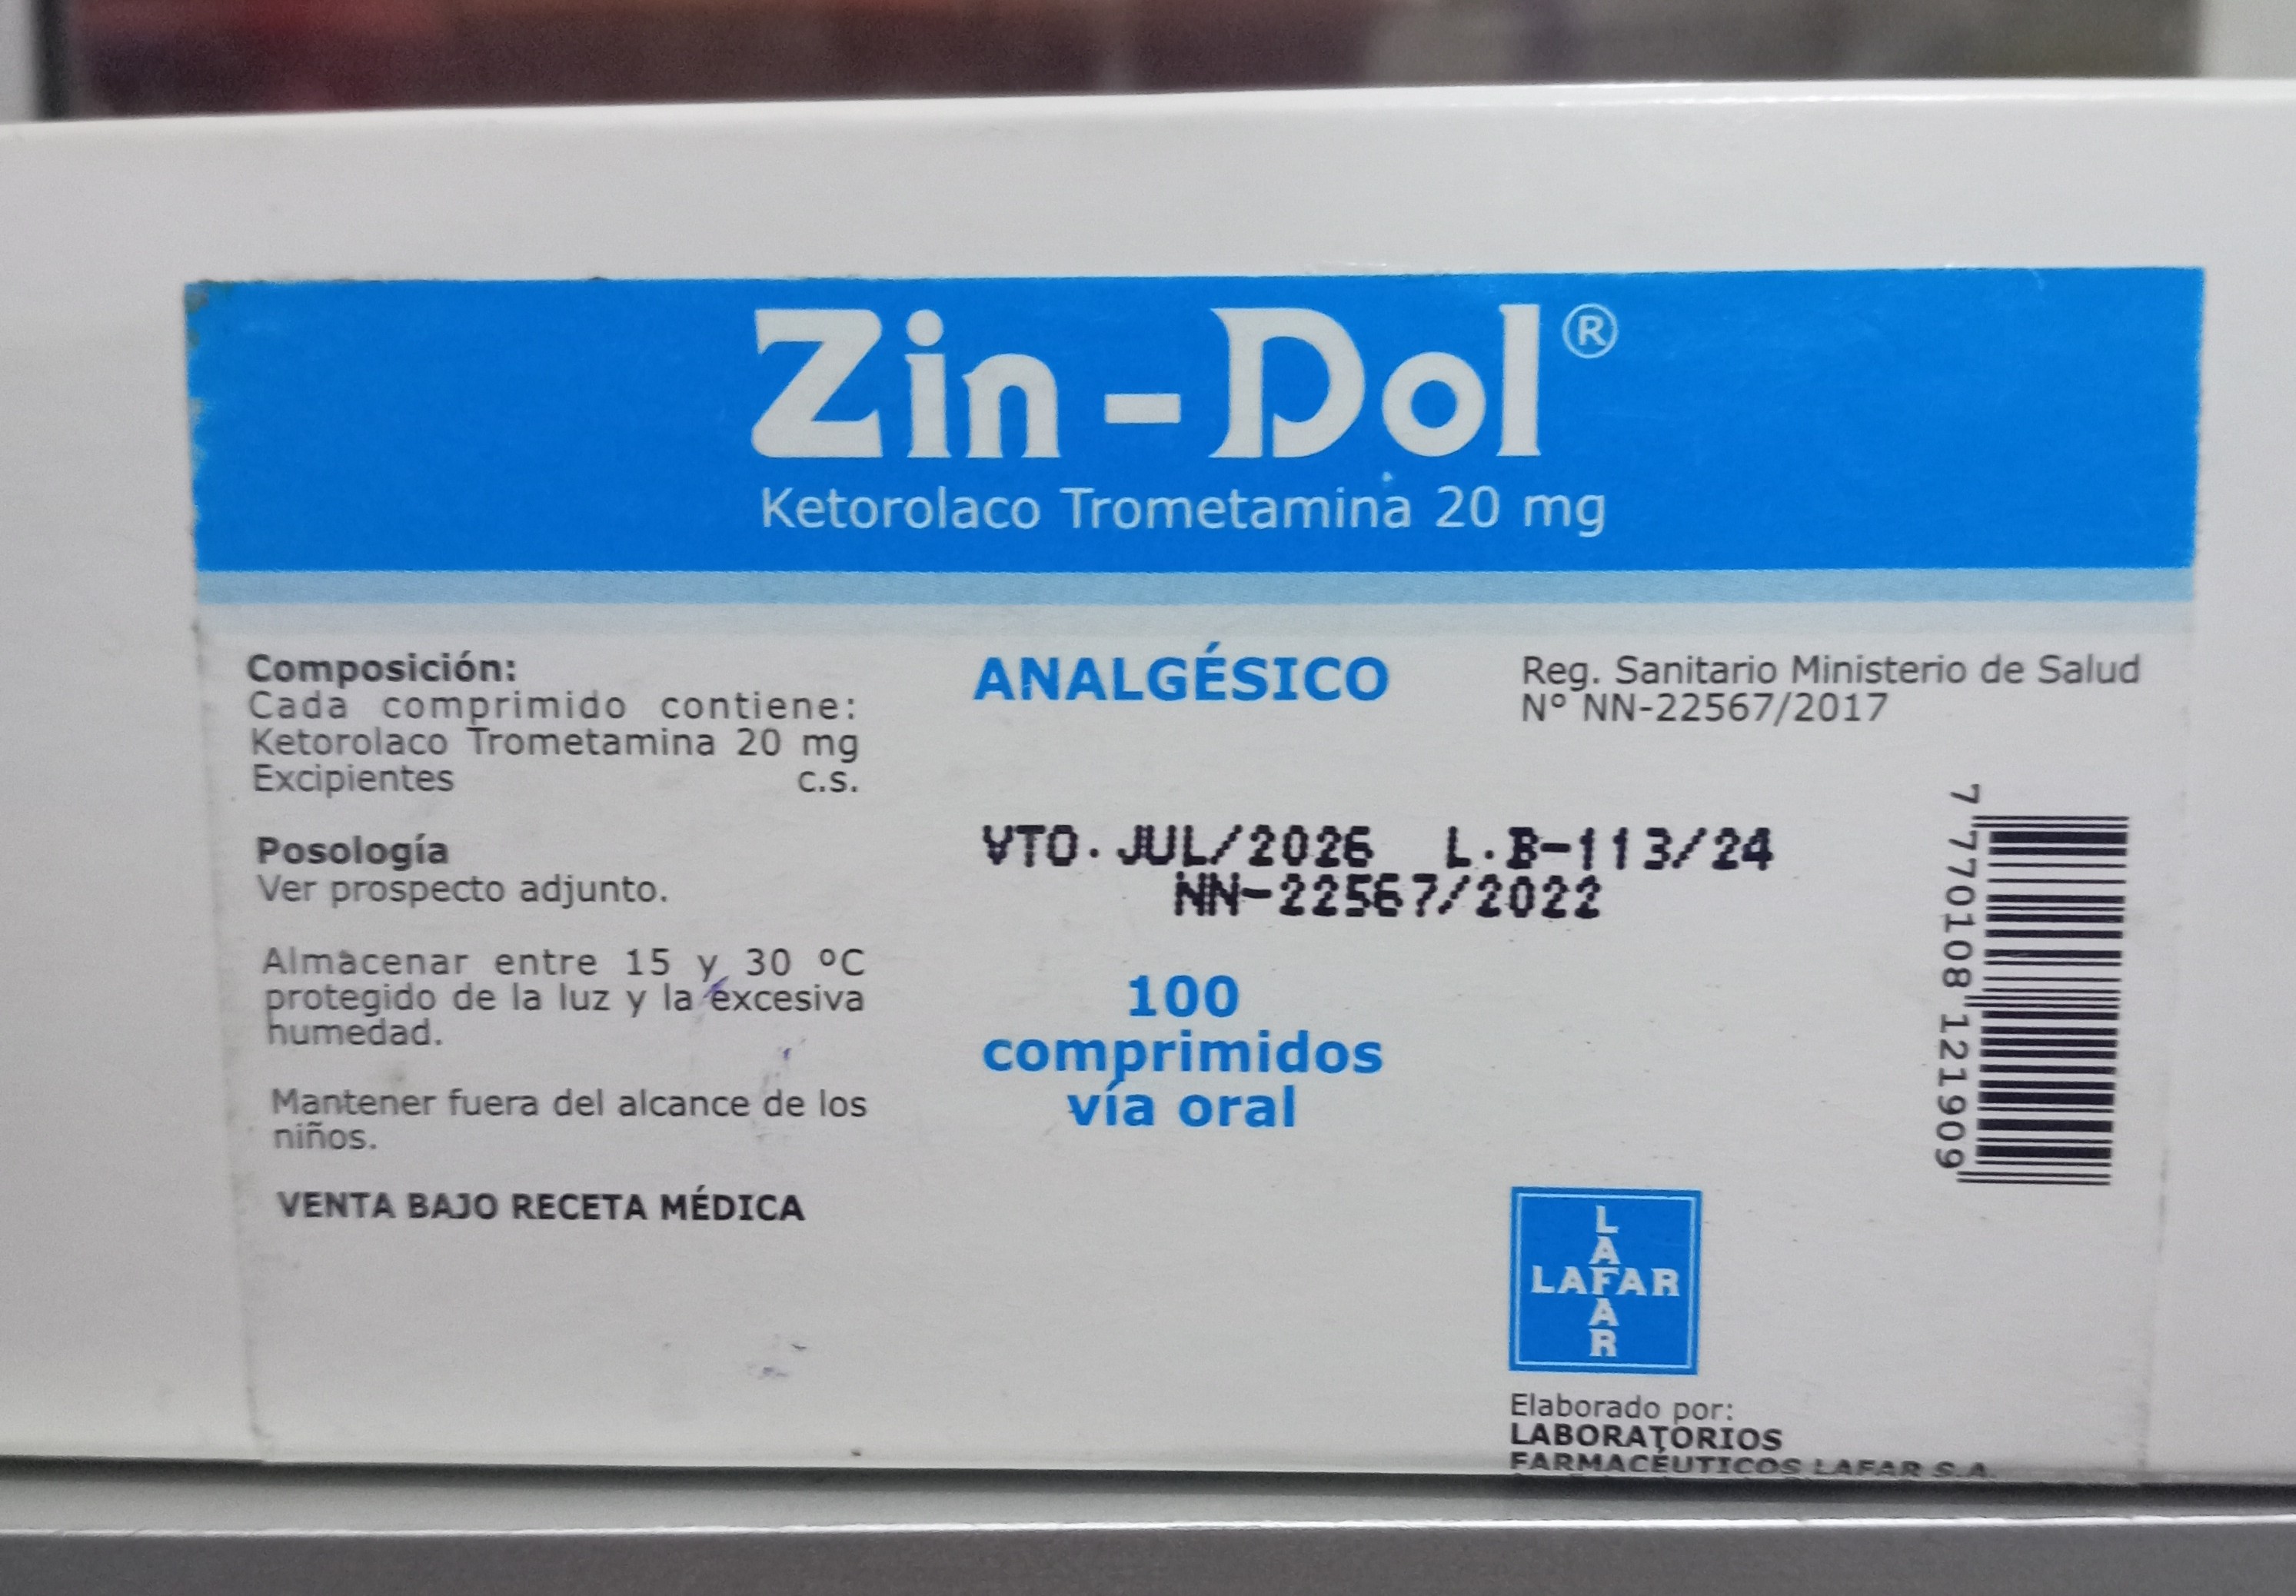 Zin-Dol®
Ketorolaco Trometamina 20 mg
Composición:
Cada comprimido contiene:
Ketorolaco Trometamina 20 mg
Excipientes c.s.
Posología
Ver prospecto adjunto.
Almacenar entre 15 y 30 ºC
protegido de la luz y la excesiva
humedad.
Mantener fuera del alcance de los
niños.
VENTA BAJO RECETA MÉDICA
ANALGÉSICO
VTO. JUL/2026 L.B-113/24
NN-22567/2022
100
comprimidos
vía oral
Reg. Sanitario Ministerio de Salud
Nº NN-22567/2017
7 770108 121909
LAFAR
LAFAR
Elaborado por:
LABORATORIOS
FARMACÉUTICOS LAFAR S.A.